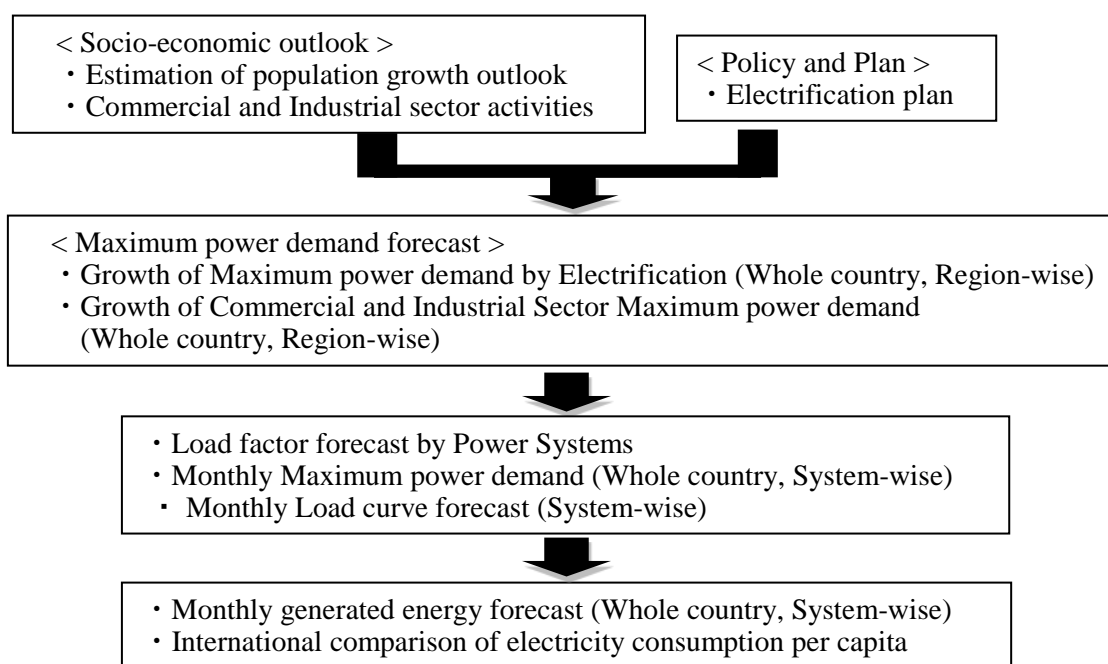 < Socio-economic outlook >
・Estimation of population growth outlook
・Commercial and Industrial sector activities
< Policy and Plan >
・Electrification plan
< Maximum power demand forecast >
・Growth of Maximum power demand by Electrification (Whole country, Region-wise)
・Growth of Commercial and Industrial Sector Maximum power demand
(Whole country, Region-wise)
・Load factor forecast by Power Systems
・Monthly Maximum power demand (Whole country, System-wise)
・ Monthly Load curve forecast (System-wise)
・Monthly generated energy forecast (Whole country, System-wise)
・International comparison of electricity consumption per capita